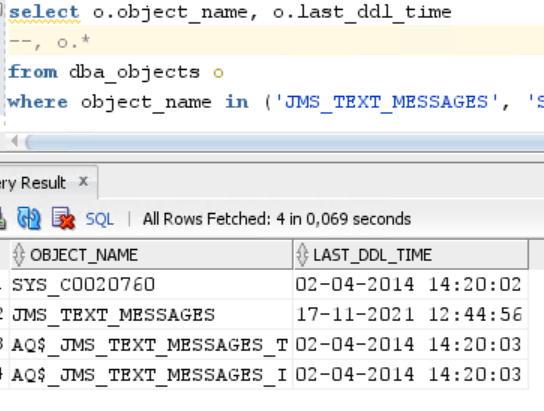 select o.object_name, o.last_ddl_time
--, o.*
from dba_objects o
where object_name in ('JMS_TEXT_MESSAGES', 'S
ry Result x
SQL | All Rows Fetched: 4 in 0,069 seconds
OBJECT_NAME LAST_DDL_TIME
SYS_C0020760 02-04-2014 14:20:02
2 JMS_TEXT_MESSAGES 17-11-2021 12:44:56
3 AQ$_JMS_TEXT_MESSAGES_T 02-04-2014 14:20:03
4 AQ$_JMS_TEXT_MESSAGES_I 02-04-2014 14:20:03